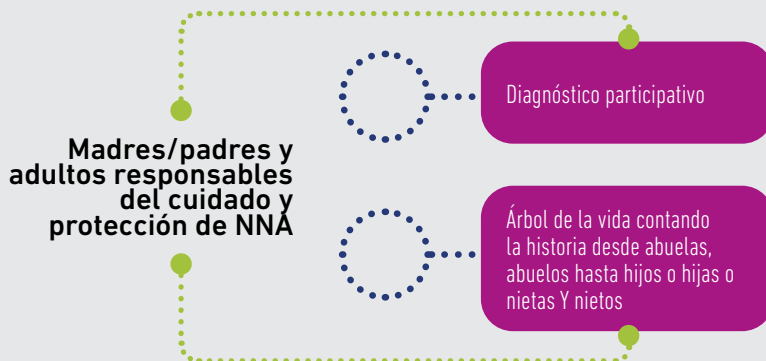 Madres/padres y
adultos responsables
del cuidado y
protección de NNA
Diagnóstico participativo
Árbol de la vida contando
la historia desde abuelas,
abuelos hasta hijos o hijas o
nietas Y nietos